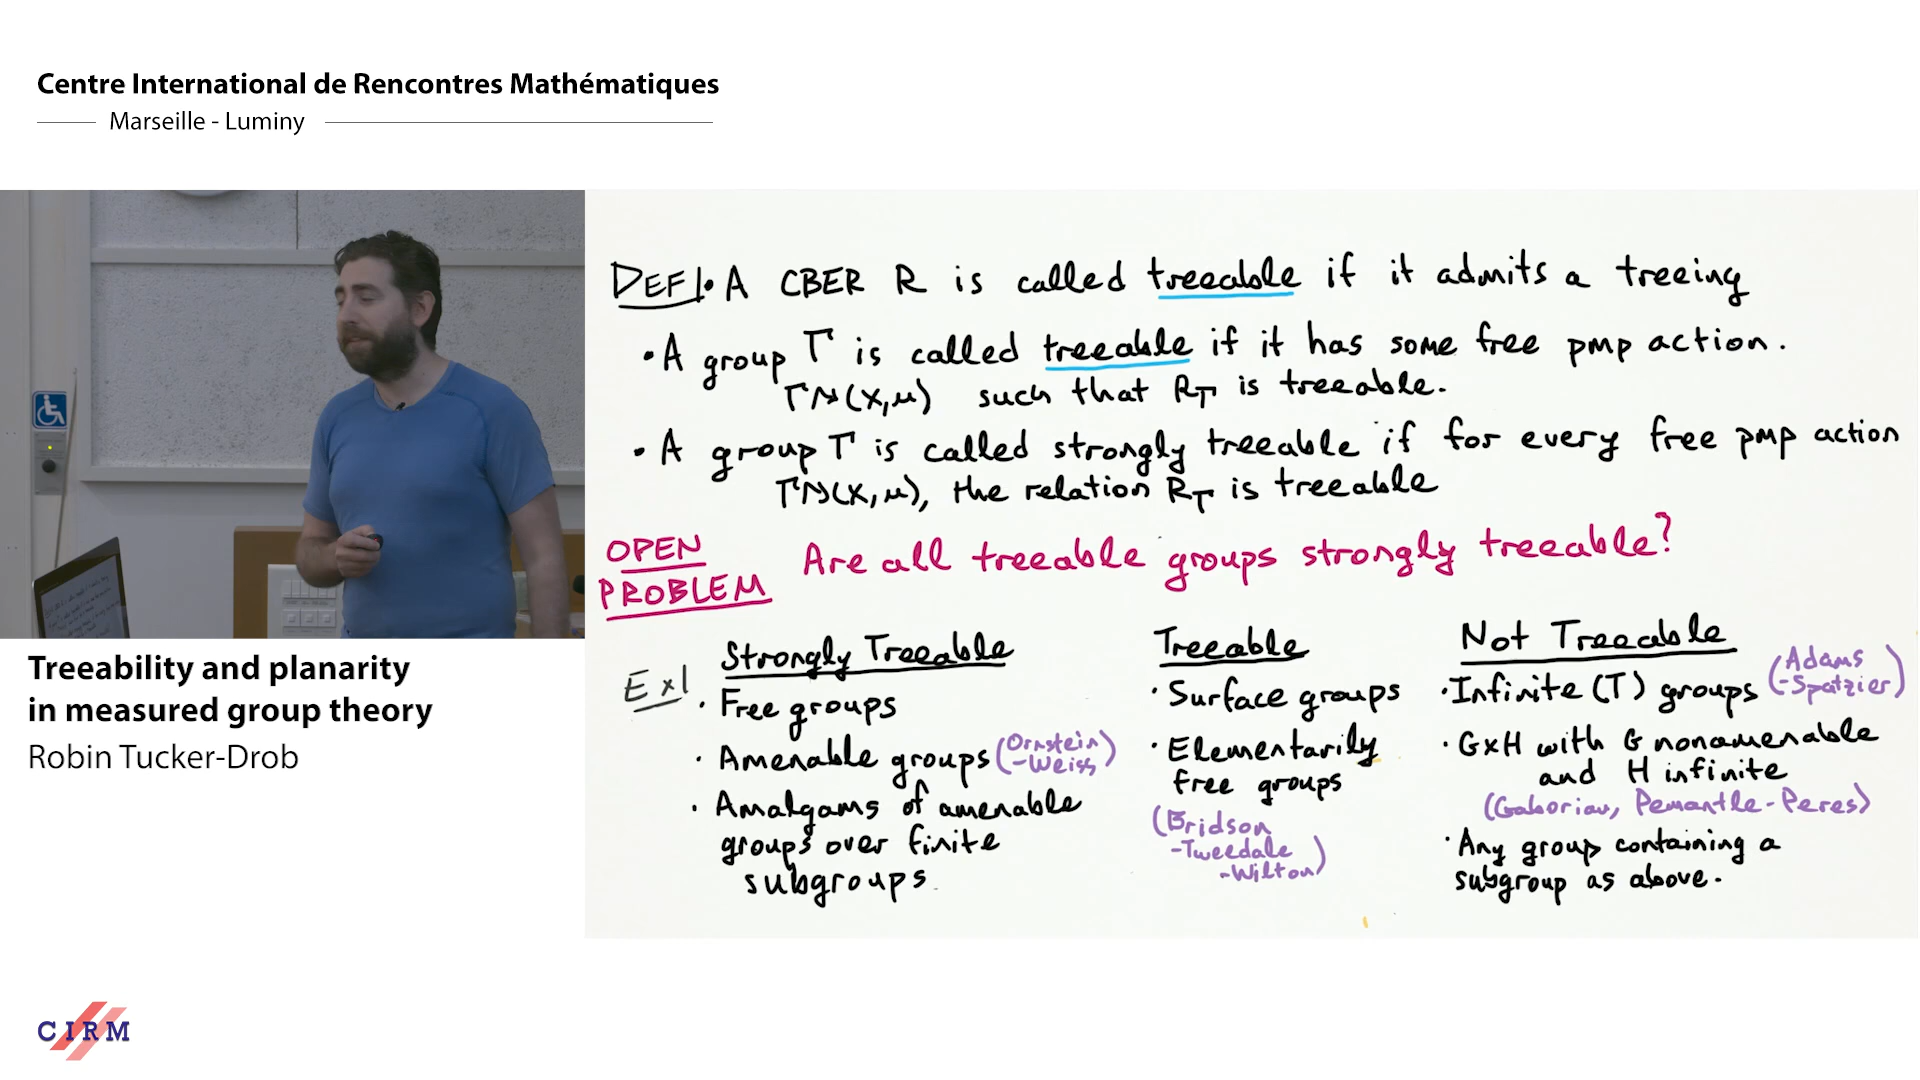 Centre International de Rencontres Mathématiques
Marseille - Luminy
DEF 1. • A CBER R is called treeable if it admits a treeing
• A group Γ is called treeable if it has some free pmp action.
Γ↷(X,μ) such that R_Γ is treeable.
• A group Γ is called strongly treeable if for every free pmp action
Γ↷(X,μ), the relation R_Γ is treeable
OPEN PROBLEM Are all treeable groups strongly treeable?
Ex 1
Strongly Treeable
• Free groups
• Amenable groups (Ornstein-Weiss)
• Amalgams of amenable
groups over finite
subgroups.
Treeable
• Surface groups
• Elementarily
free groups
(Bridson
-Tweedale
-Wilton)
Not Treeable
• Infinite (T) groups (Adams-Spatzier)
• G×H with G nonamenable
and H infinite
(Gaboriau, Pemantle-Peres)
• Any group containing a
subgroup as above.
Treeability and planarity
in measured group theory
Robin Tucker-Drob
CIRM